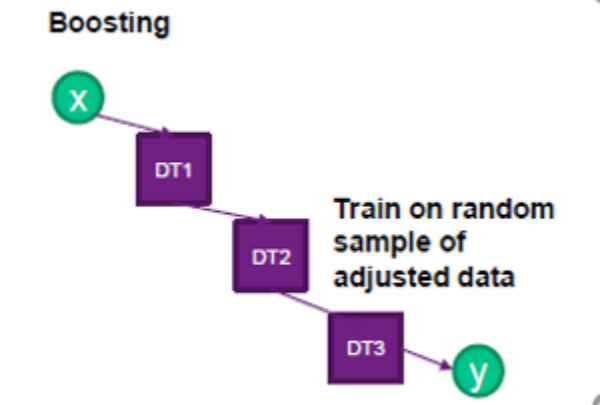 Boosting
x
DT1
DT2
Train on random
sample of
adjusted data
DT3
y